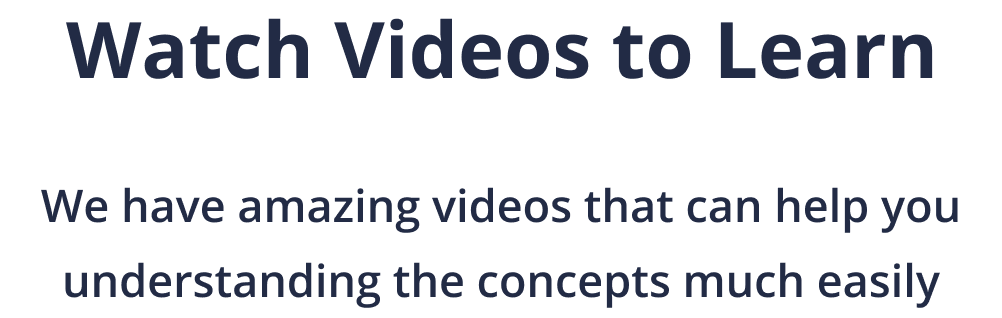 Watch Videos to Learn
We have amazing videos that can help you
understanding the concepts much easily